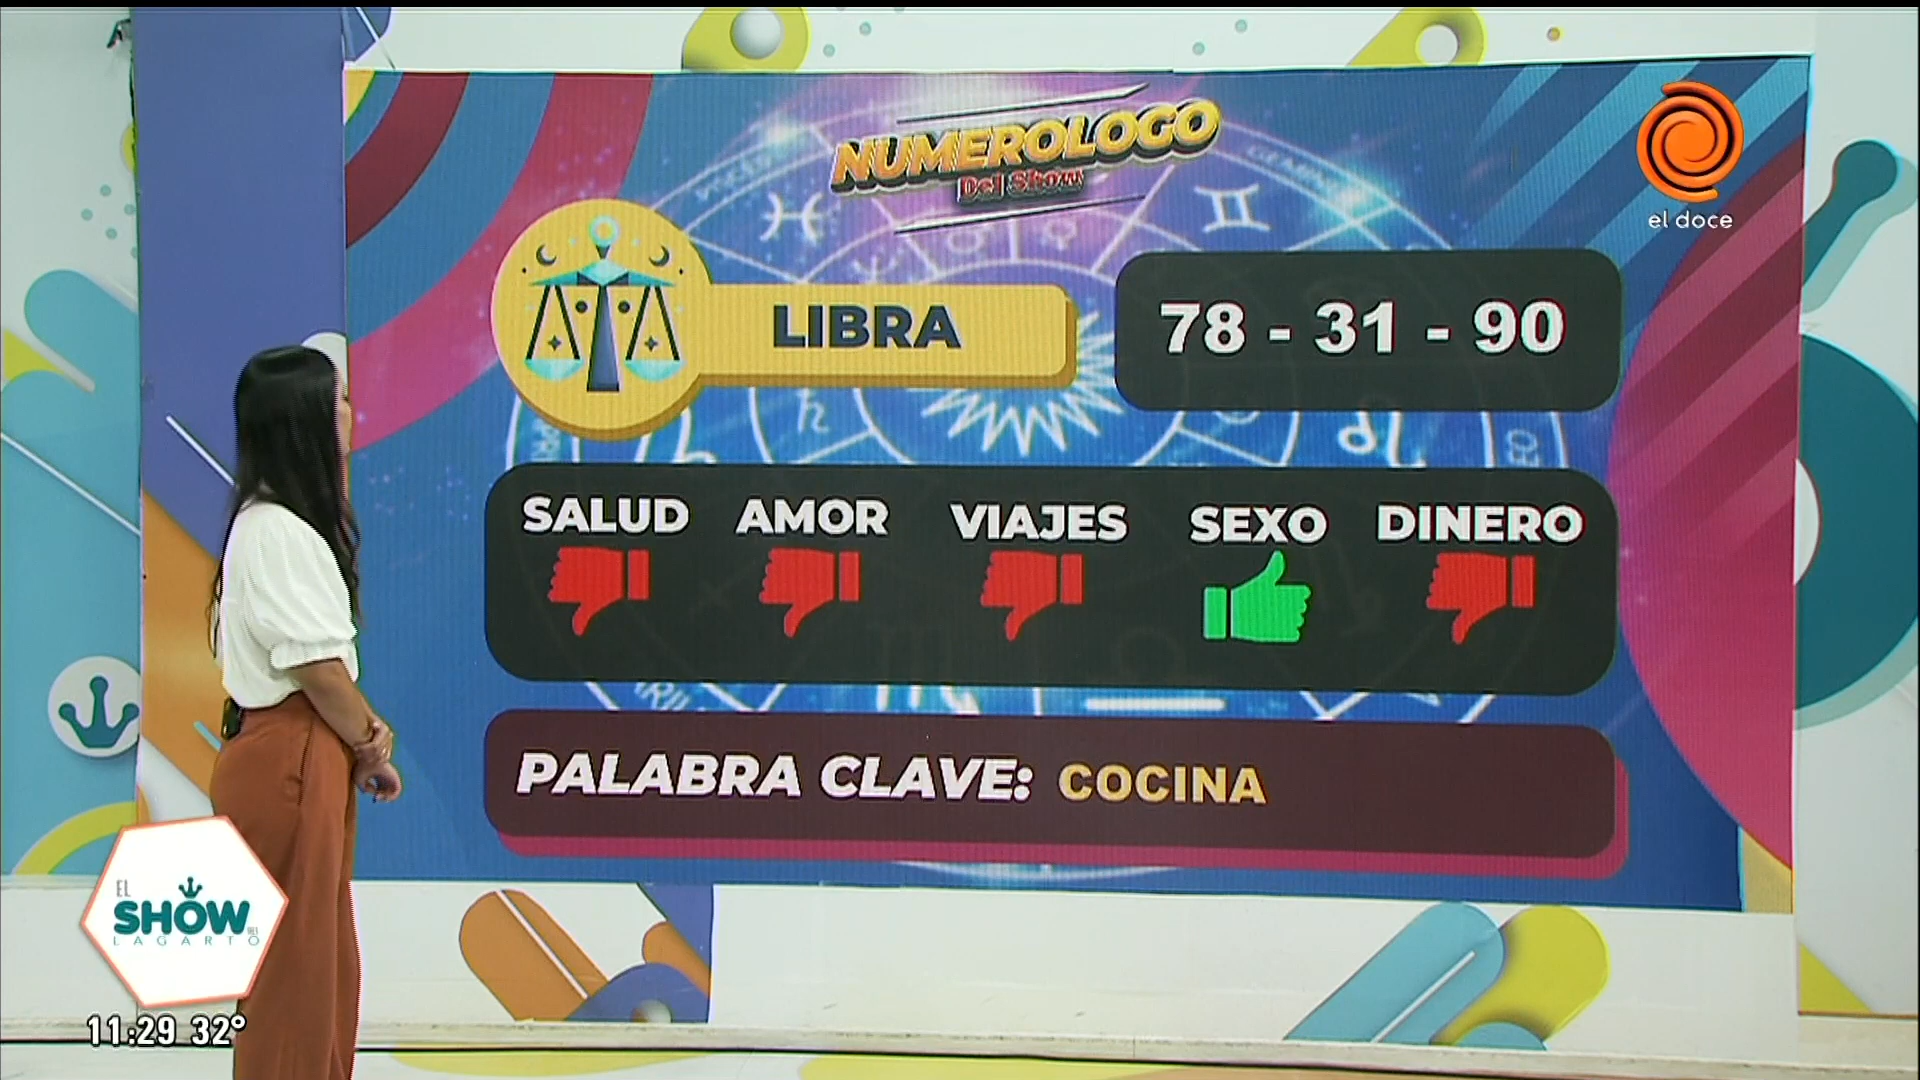 NUMEROLOGO
Del Show
el doce
LIBRA
78 - 31 - 90
SALUD AMOR VIAJES SEXO DINERO
PALABRA CLAVE: COCINA
EL
SHOW
DEL
LAGARTO
11:29 32°